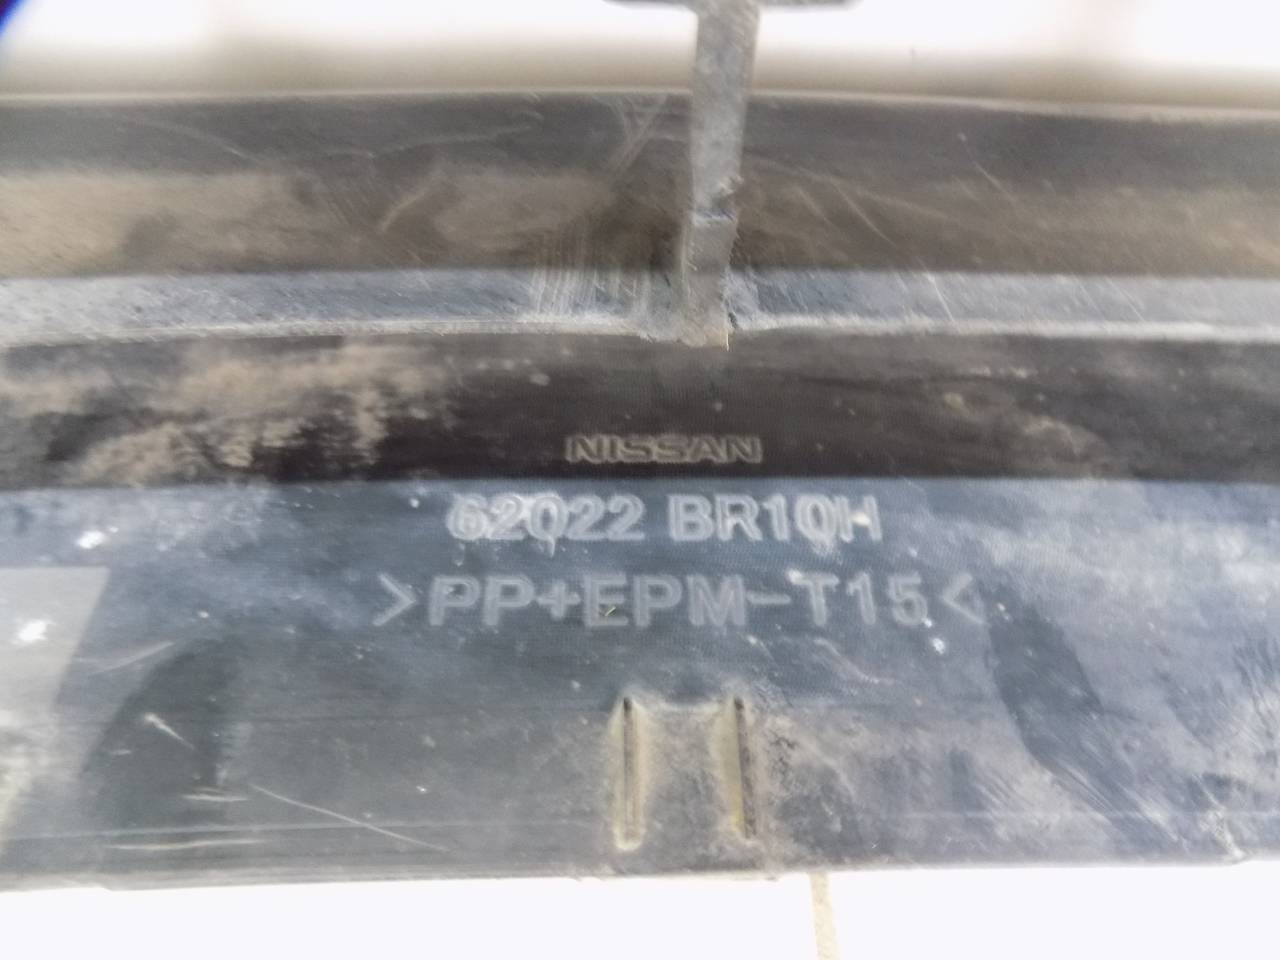 NISSAN
62022 BR10H
>PP+EPM-T15<